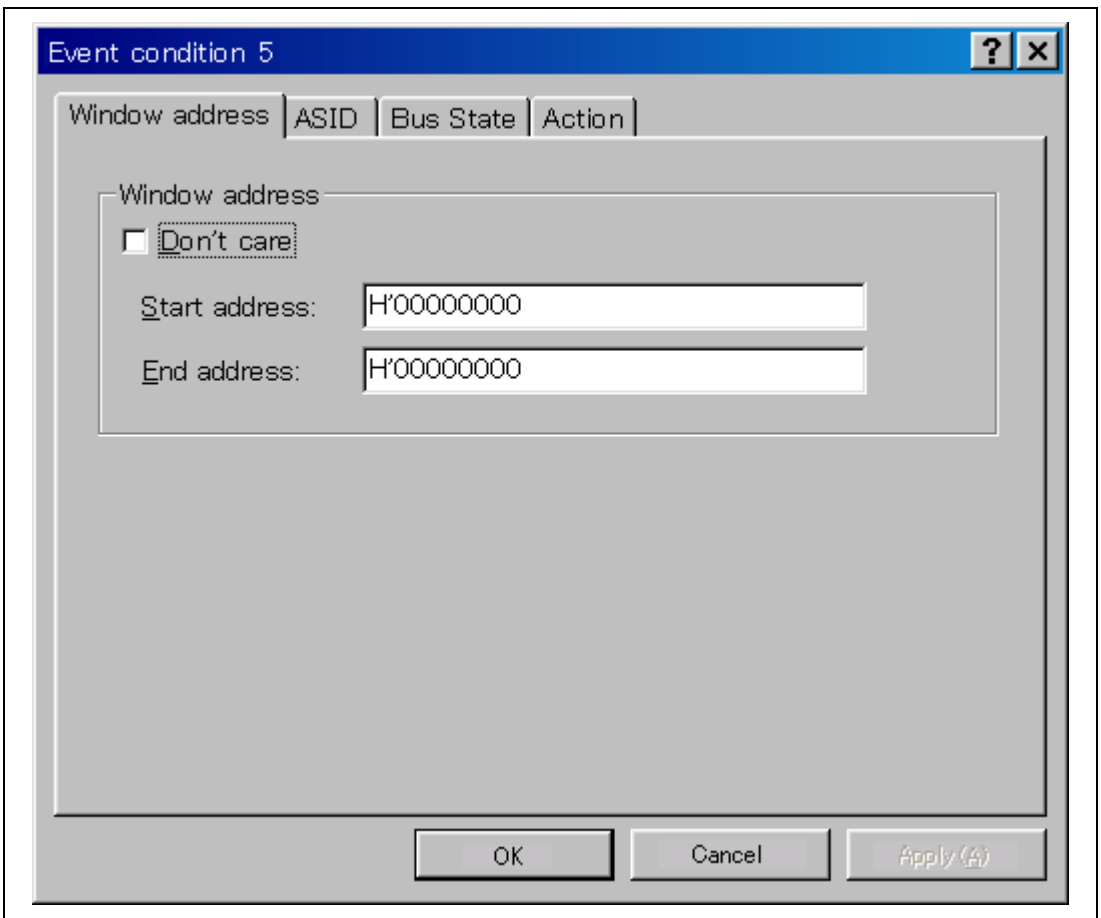 Event condition 5
Window address ASID Bus State Action
Window address
Don't care
Start address: H'00000000
End address: H'00000000
OK Cancel Apply (A)